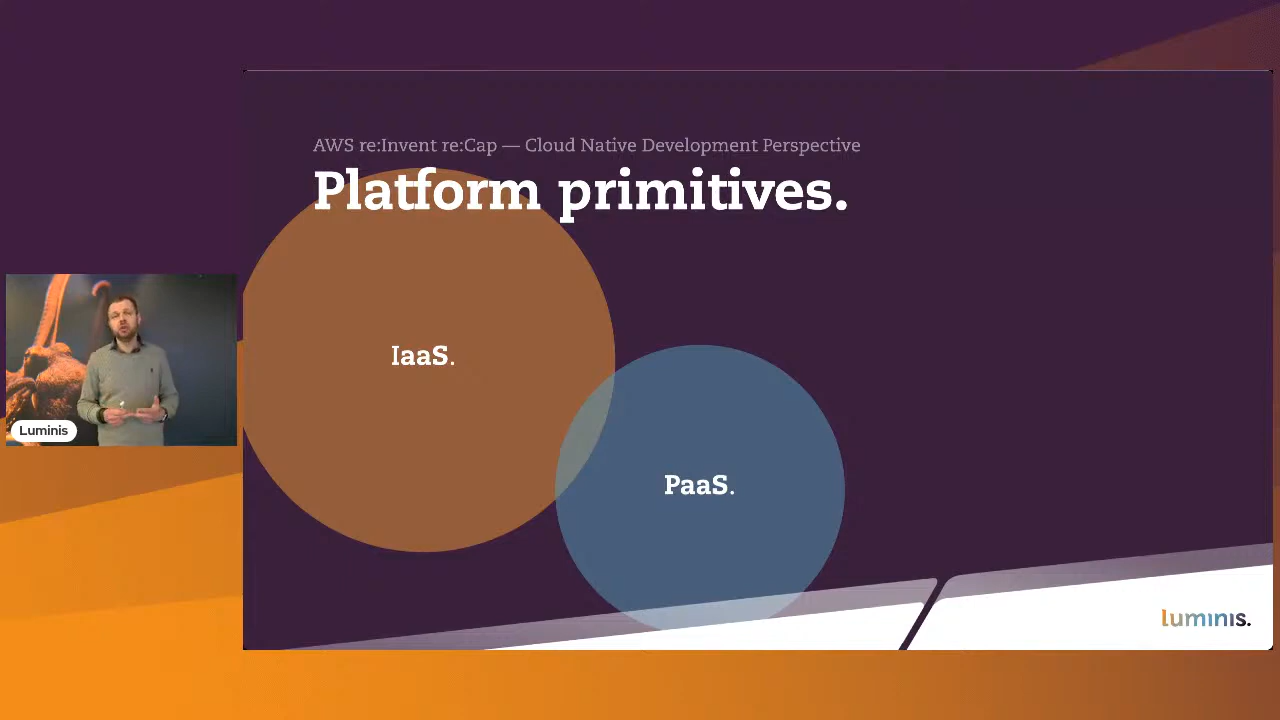 AWS re:Invent re:Cap — Cloud Native Development Perspective
Platform primitives.
IaaS.
PaaS.
Luminis
luminis.